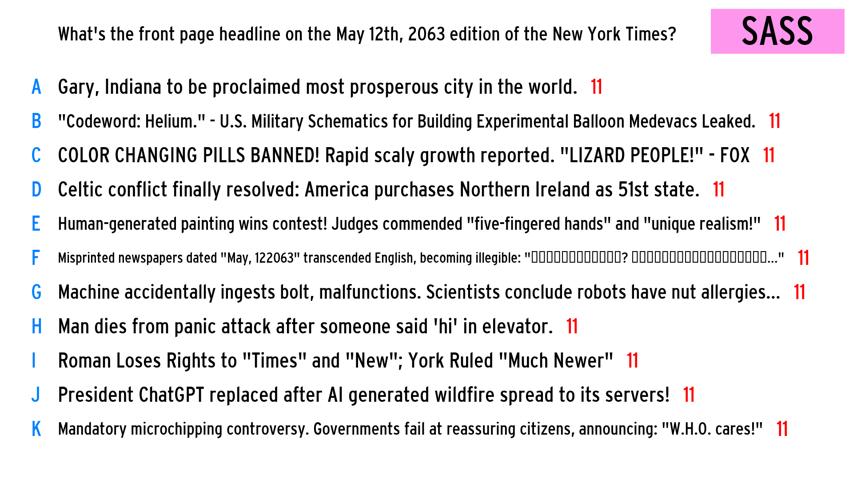 What's the front page headline on the May 12th, 2063 edition of the New York Times?
SASS
A Gary, Indiana to be proclaimed most prosperous city in the world. 11
B "Codeword: Helium." - U.S. Military Schematics for Building Experimental Balloon Medevacs Leaked. 11
C COLOR CHANGING PILLS BANNED! Rapid scaly growth reported. "LIZARD PEOPLE!" - FOX 11
D Celtic conflict finally resolved: America purchases Northern Ireland as 51st state. 11
E Human-generated painting wins contest! Judges commended "five-fingered hands" and "unique realism!" 11
F Misprinted newspapers dated "May, 122063" transcended English, becoming illegible: "▯▯▯▯▯▯▯▯▯▯▯▯? ▯▯▯▯▯▯▯▯▯▯▯▯▯▯▯▯▯▯..." 11
G Machine accidentally ingests bolt, malfunctions. Scientists conclude robots have nut allergies... 11
H Man dies from panic attack after someone said 'hi' in elevator. 11
I Roman Loses Rights to "Times" and "New"; York Ruled "Much Newer" 11
J President ChatGPT replaced after AI generated wildfire spread to its servers! 11
K Mandatory microchipping controversy. Governments fail at reassuring citizens, announcing: "W.H.O. cares!" 11